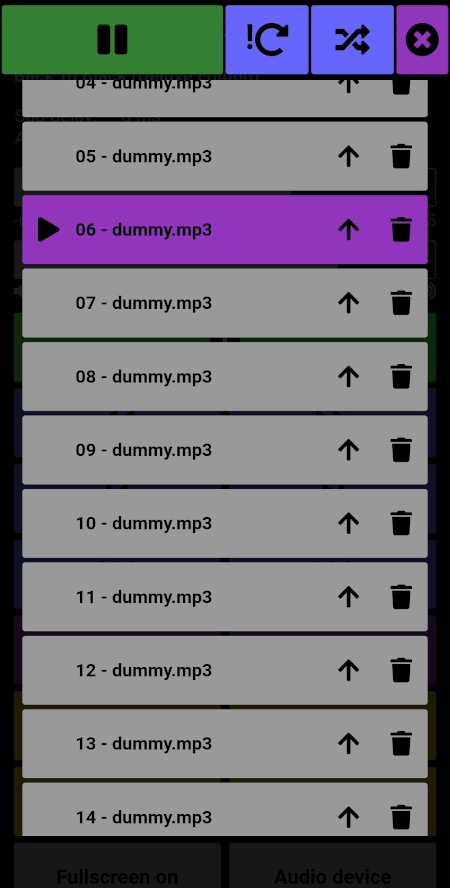 04 - dummy.mp3
05 - dummy.mp3
06 - dummy.mp3
07 - dummy.mp3
08 - dummy.mp3
09 - dummy.mp3
10 - dummy.mp3
11 - dummy.mp3
12 - dummy.mp3
13 - dummy.mp3
14 - dummy.mp3
Fullscreen on
Audio device